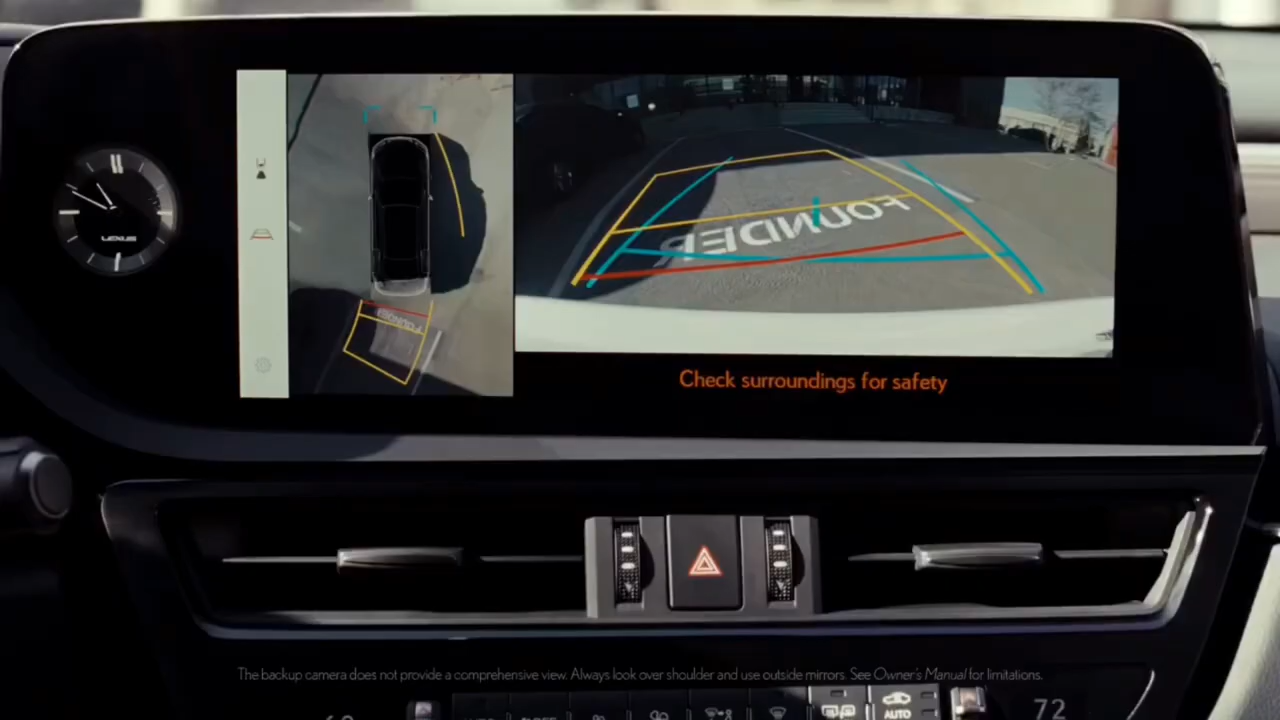 LEXUS
FOUNDER
FOUNDER
Check surroundings for safety
The backup camera does not provide a comprehensive view. Always look over shoulder and use outside mirrors. See Owner's Manual for limitations.
72
AUTO